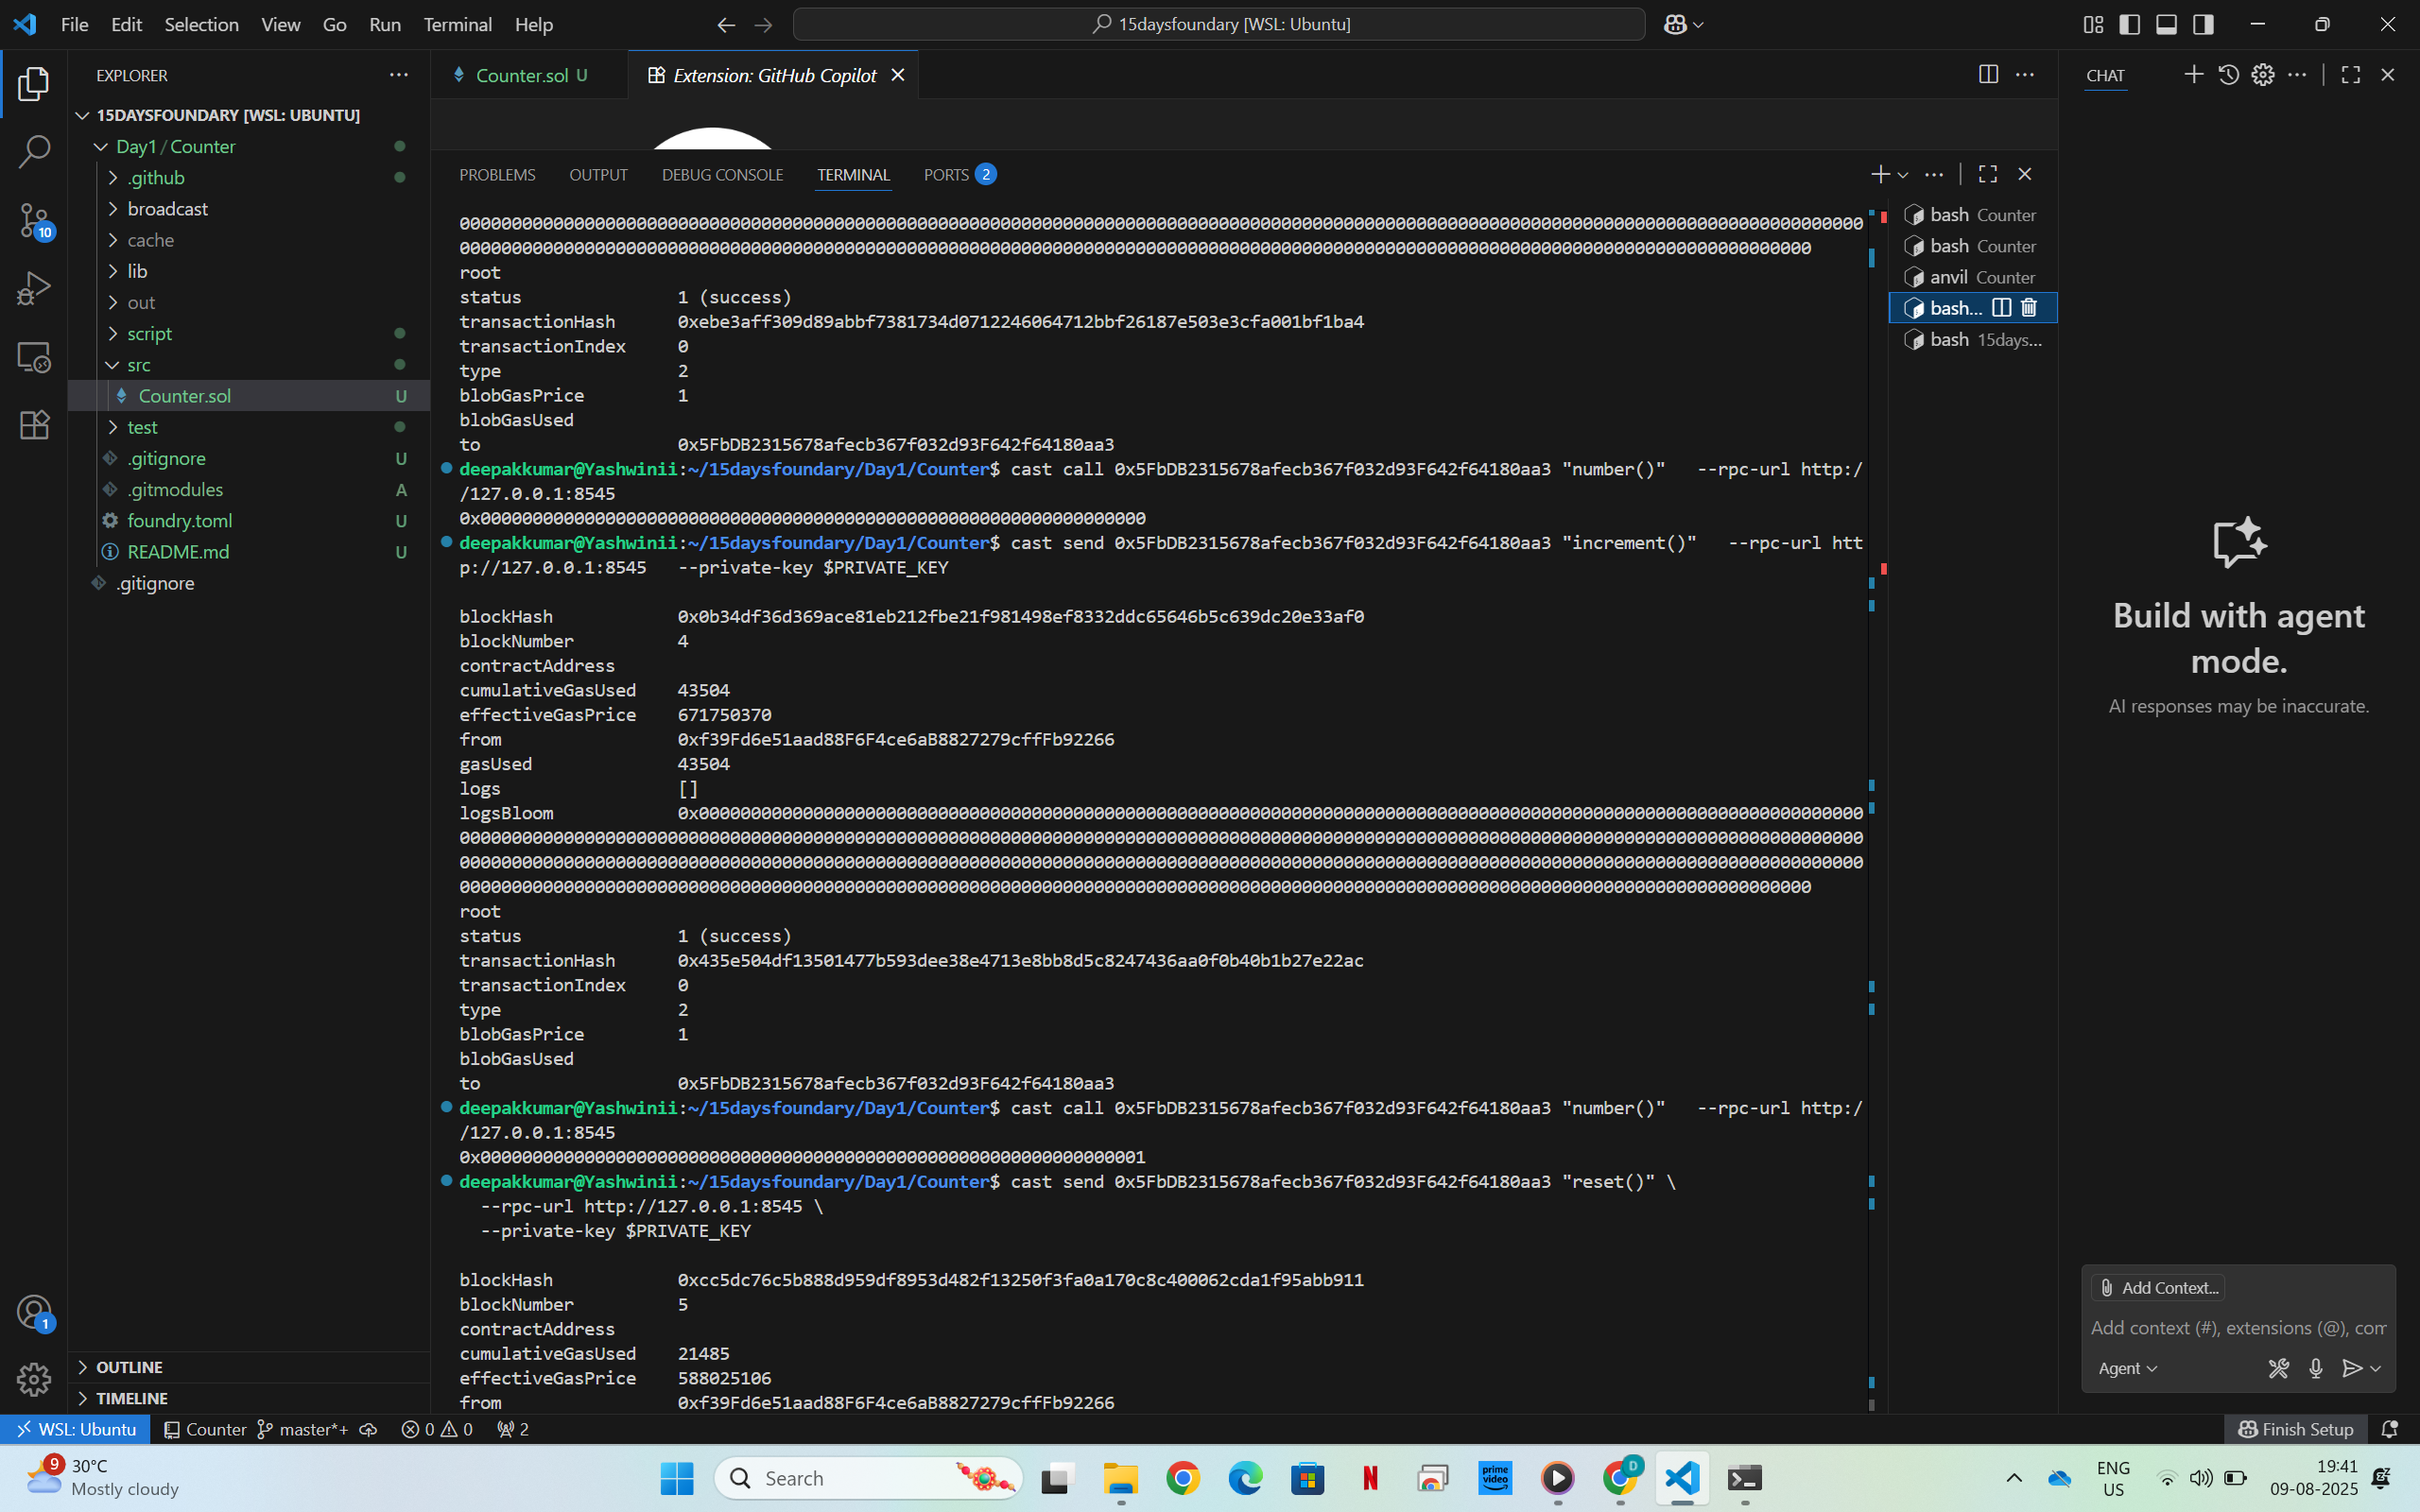 File Edit Selection View Go Run Terminal Help
15daysfoundary [WSL: Ubuntu]
EXPLORER
15DAYSFOUNDARY [WSL: UBUNTU]
Day1 / Counter
.github
broadcast
cache
lib
out
script
src
Counter.sol U
test
.gitignore U
.gitmodules A
foundry.toml U
README.md U
.gitignore
OUTLINE
TIMELINE
10
1
Counter.sol U
Extension: GitHub Copilot
PROBLEMS OUTPUT DEBUG CONSOLE TERMINAL PORTS 2
root
status 1 (success)
transactionHash 0xebe3aff309d89abbf7381734d0712246064712bbf26187e503e3cfa001bf1ba4
transactionIndex 0
type 2
blobGasPrice 1
blobGasUsed
to 0x5FbDB2315678afecb367f032d93F642f64180aa3
deepakkumar@Yashwinii:~/15daysfoundary/Day1/Counter$ cast call 0x5FbDB2315678afecb367f032d93F642f64180aa3 "number()" --rpc-url http:/
/127.0.0.1:8545
0x0000000000000000000000000000000000000000000000000000000000000000
deepakkumar@Yashwinii:~/15daysfoundary/Day1/Counter$ cast send 0x5FbDB2315678afecb367f032d93F642f64180aa3 "increment()" --rpc-url htt
p://127.0.0.1:8545 --private-key $PRIVATE_KEY
blockHash 0x0b34df36d369ace81eb212fbe21f981498ef8332ddc65646b5c639dc20e33af0
blockNumber 4
contractAddress
cumulativeGasUsed 43504
effectiveGasPrice 671750370
from 0xf39Fd6e51aad88F6F4ce6aB8827279cffFb92266
gasUsed 43504
logs []
logsBloom
root
status 1 (success)
transactionHash 0x435e504df13501477b593dee38e4713e8bb8d5c8247436aa0f0b40b1b27e22ac
transactionIndex 0
type 2
blobGasPrice 1
blobGasUsed
to 0x5FbDB2315678afecb367f032d93F642f64180aa3
deepakkumar@Yashwinii:~/15daysfoundary/Day1/Counter$ cast call 0x5FbDB2315678afecb367f032d93F642f64180aa3 "number()" --rpc-url http:/
/127.0.0.1:8545
0x0000000000000000000000000000000000000000000000000000000000000001
deepakkumar@Yashwinii:~/15daysfoundary/Day1/Counter$ cast send 0x5FbDB2315678afecb367f032d93F642f64180aa3 "reset()" \
--rpc-url http://127.0.0.1:8545 \
--private-key $PRIVATE_KEY
blockHash 0xcc5dc76c5b888d959df8953d482f13250f3fa0a170c8c400062cda1f95abb911
blockNumber 5
contractAddress
cumulativeGasUsed 21485
effectiveGasPrice 588025106
from 0xf39Fd6e51aad88F6F4ce6aB8827279cffFb92266
bash Counter
bash Counter
anvil Counter
bash...
bash 15days...
CHAT
Build with agent
mode.
AI responses may be inaccurate.
Add Context...
Add context (#), extensions (@), com
Agent
WSL: Ubuntu Counter master*+ 0 0 2
Finish Setup
9
30°C
Mostly cloudy
Search
N
prime
video
D
ENG
US
19:41
09-08-2025